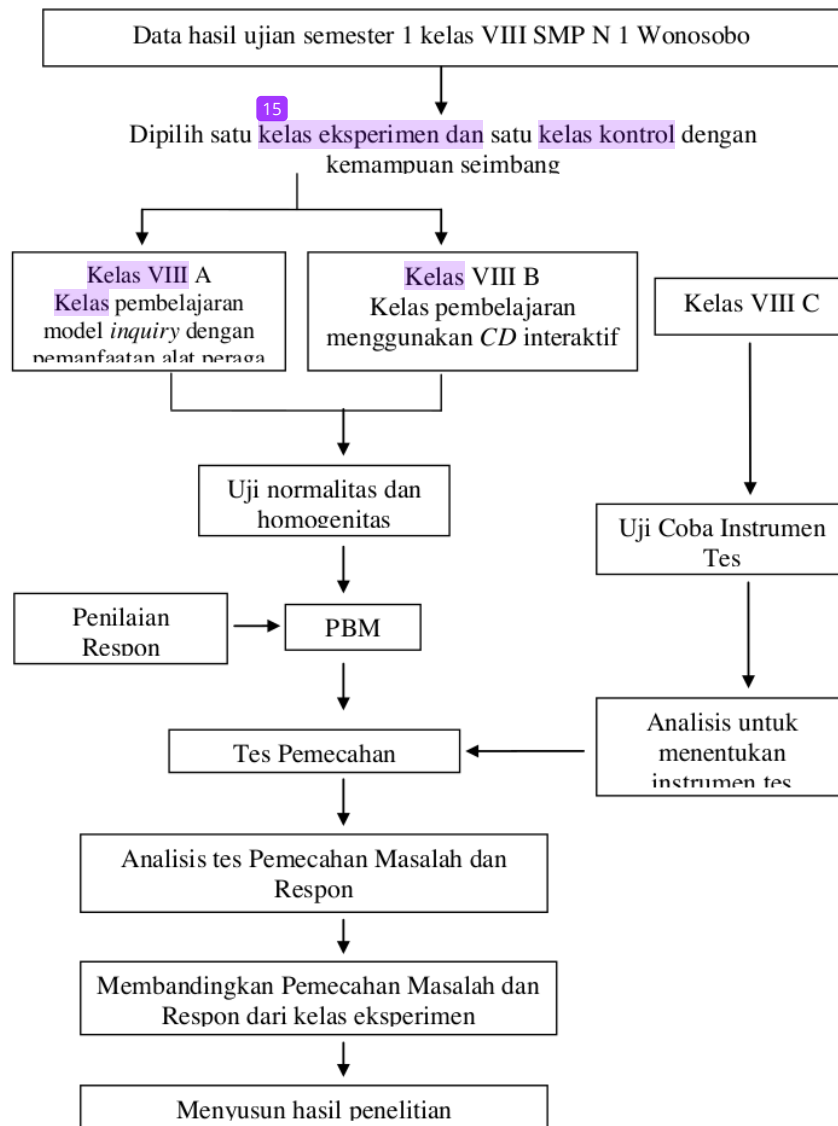 Data hasil ujian semester 1 kelas VIII SMP N 1 Wonosobo
15
Dipilih satu kelas eksperimen dan satu kelas kontrol dengan
kemampuan seimbang
Kelas VIII A
Kelas pembelajaran
model inquiry dengan
pemanfaatan alat peraga
Kelas VIII B
Kelas pembelajaran
menggunakan CD interaktif
Kelas VIII C
Uji normalitas dan
homogenitas
Uji Coba Instrumen
Tes
Penilaian
Respon
PBM
Tes Pemecahan
Analisis untuk
menentukan
instrumen tes
Analisis tes Pemecahan Masalah dan
Respon
Membandingkan Pemecahan Masalah dan
Respon dari kelas eksperimen
Menyusun hasil penelitian